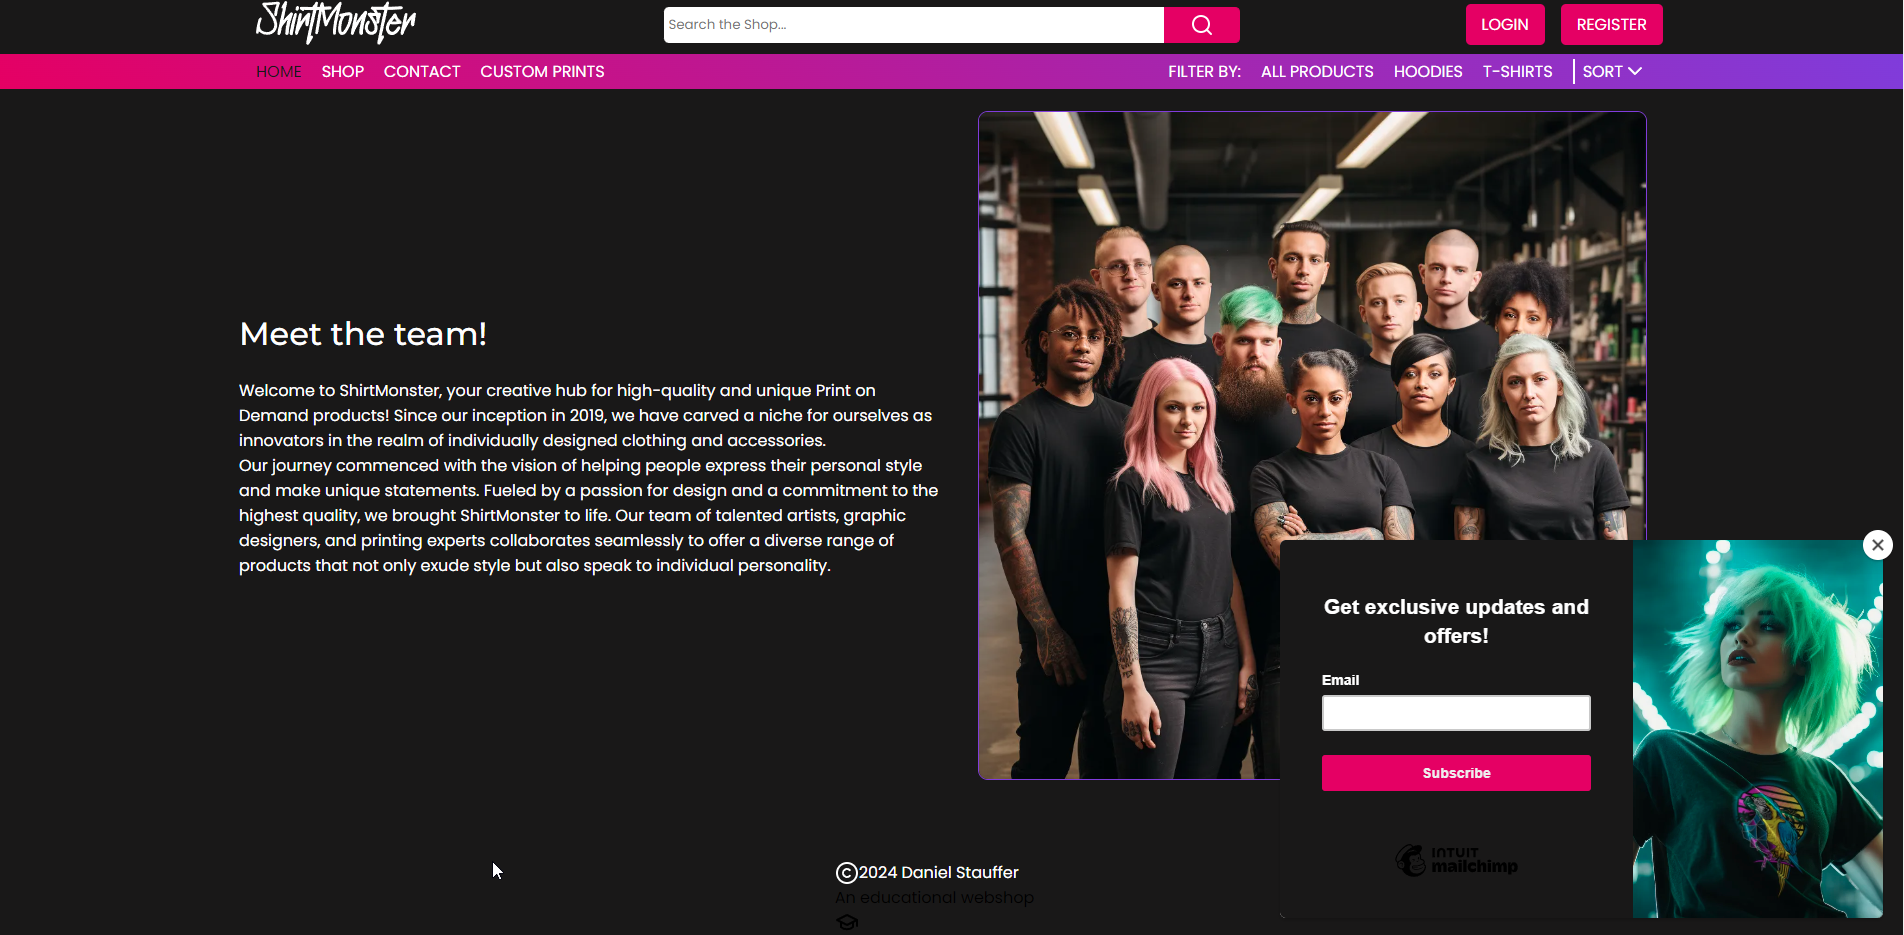 ShirtMonster
Search the Shop...
LOGIN
REGISTER
HOME
SHOP
CONTACT
CUSTOM PRINTS
FILTER BY:
ALL PRODUCTS
HOODIES
T-SHIRTS
SORT
Meet the team!
Welcome to ShirtMonster, your creative hub for high-quality and unique Print on
Demand products! Since our inception in 2019, we have carved a niche for ourselves as
innovators in the realm of individually designed clothing and accessories.
Our journey commenced with the vision of helping people express their personal style
and make unique statements. Fueled by a passion for design and a commitment to the
highest quality, we brought ShirtMonster to life. Our team of talented artists, graphic
designers, and printing experts collaborates seamlessly to offer a diverse range of
products that not only exude style but also speak to individual personality.
Get exclusive updates and
offers!
Email
Subscribe
INTUIT
mailchimp
©2024 Daniel Stauffer
An educational webshop